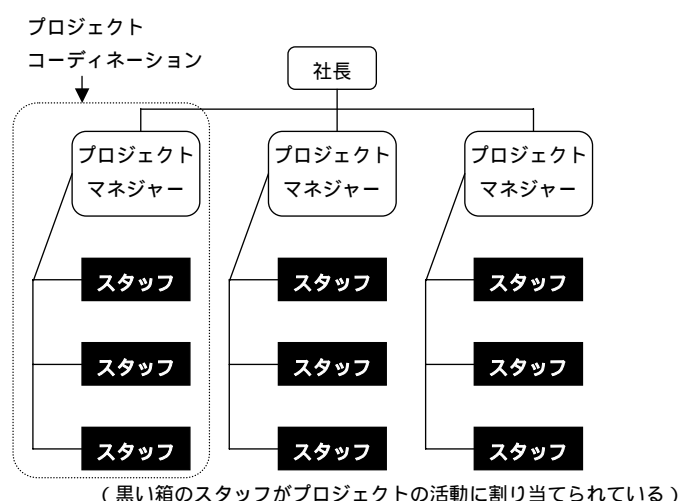 プロジェクト
コーディネーション
社長
プロジェクト
マネジャー
プロジェクト
マネジャー
プロジェクト
マネジャー
スタッフ
スタッフ
スタッフ
スタッフ
スタッフ
スタッフ
スタッフ
スタッフ
スタッフ
(黒い箱のスタッフがプロジェクトの活動に割り当てられている)